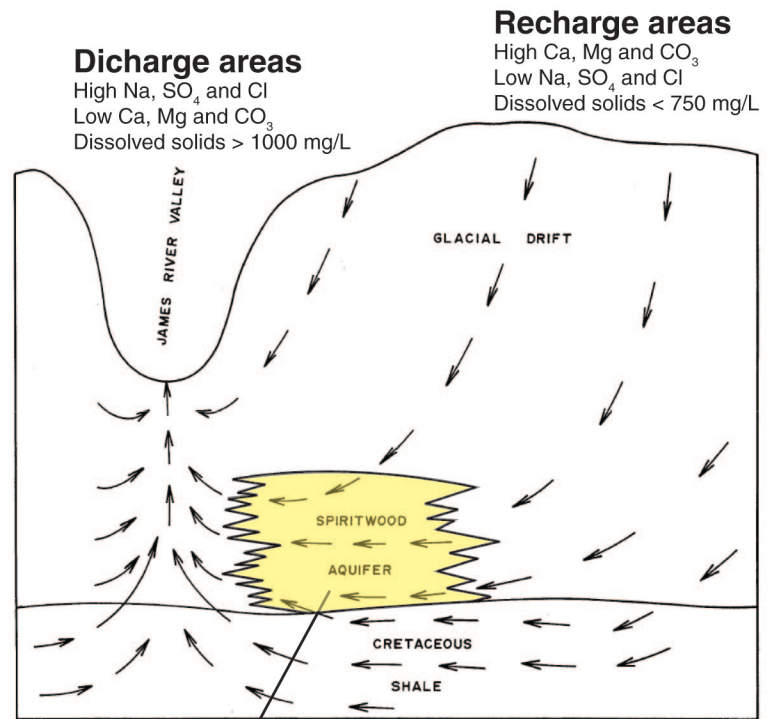 Dicharge areas
High Na, SO₄ and Cl
Low Ca, Mg and CO₃
Dissolved solids > 1000 mg/L
Recharge areas
High Ca, Mg and CO₃
Low Na, SO₄ and Cl
Dissolved solids < 750 mg/L
JAMES RIVER VALLEY
GLACIAL DRIFT
SPIRITWOOD
AQUIFER
CRETACEOUS
SHALE